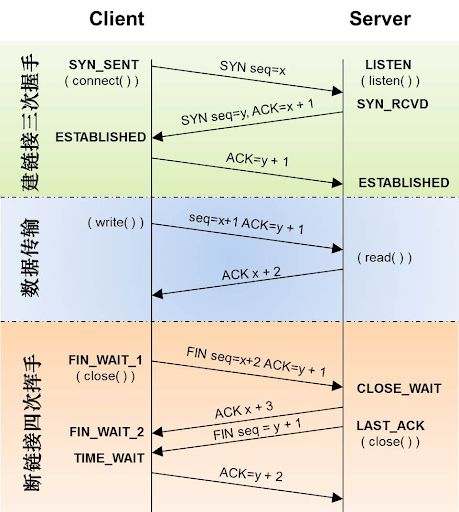 Client
Server
建链接三次握手
SYN_SENT
( connect( ) )
SYN seq=x
LISTEN
( listen( ) )
SYN_RCVD
SYN seq=y, ACK=x + 1
ESTABLISHED
ACK=y + 1
ESTABLISHED
数据传输
( write( ) )
seq=x+1 ACK=y + 1
( read( ) )
ACK x + 2
断链接四次挥手
FIN_WAIT_1
( close( ) )
FIN seq=x+2 ACK=y + 1
CLOSE_WAIT
ACK x + 3
FIN_WAIT_2
FIN seq = y + 1
LAST_ACK
( close( ) )
TIME_WAIT
ACK=y + 2